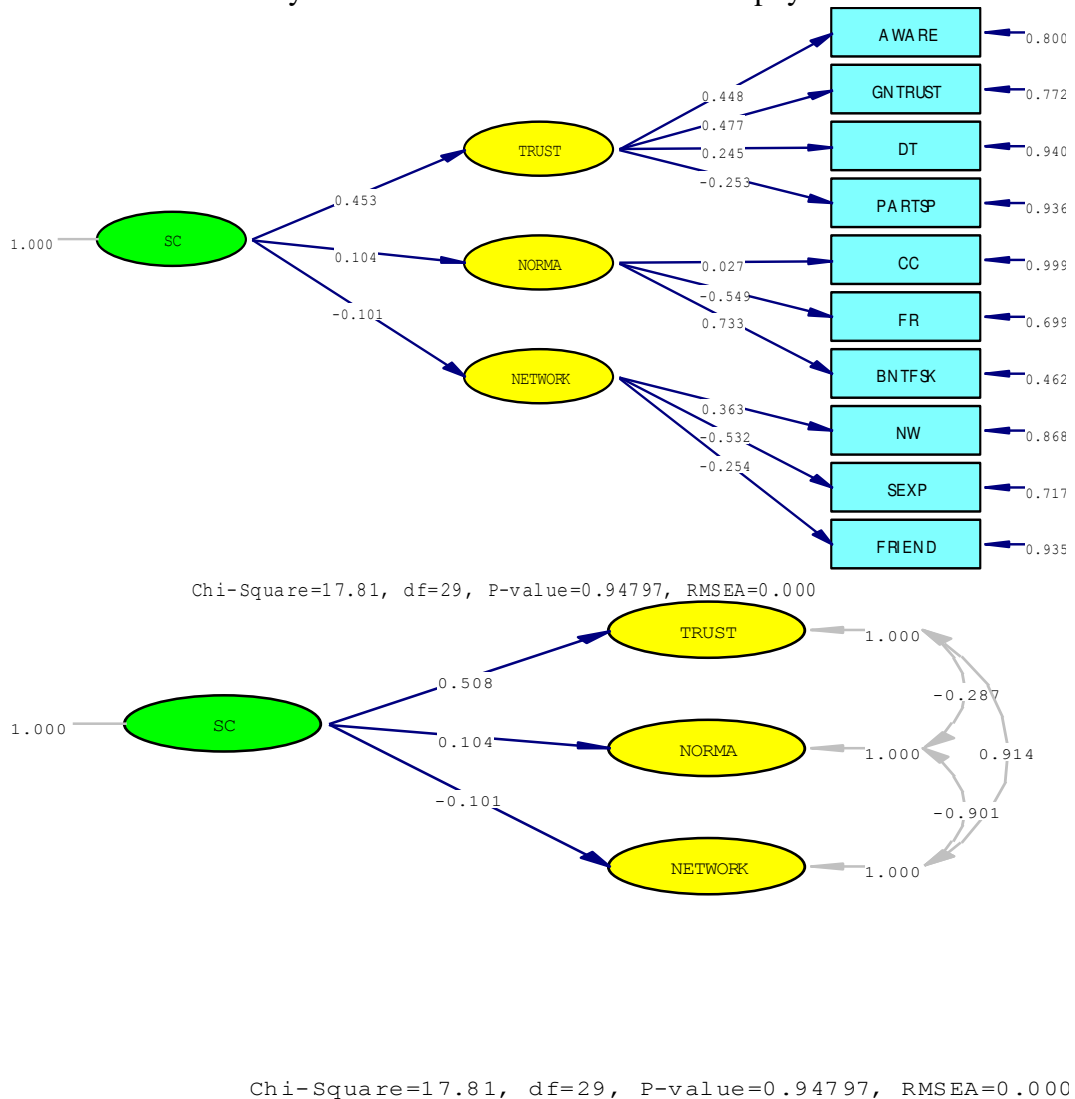 A WARE
0.800
0.448
GNTRUST
0.772
0.477
TRUST
0.245
DT
0.940
-0.253
PARTSP
0.936
0.453
1.000
SC
0.104
NORMA
0.027
CC
0.999
-0.549
FR
0.699
-0.101
0.733
BNTFSK
0.462
NETWORK
0.363
NW
0.868
-0.532
-0.254
SEXP
0.717
FRIEND
0.935
Chi-Square=17.81, df=29, P-value=0.94797, RMSEA=0.000
TRUST
1.000
0.508
-0.287
1.000
SC
0.104
NORMA
1.000
0.914
-0.101
-0.901
NETWORK
1.000
Chi-Square=17.81, df=29, P-value=0.94797, RMSEA=0.000